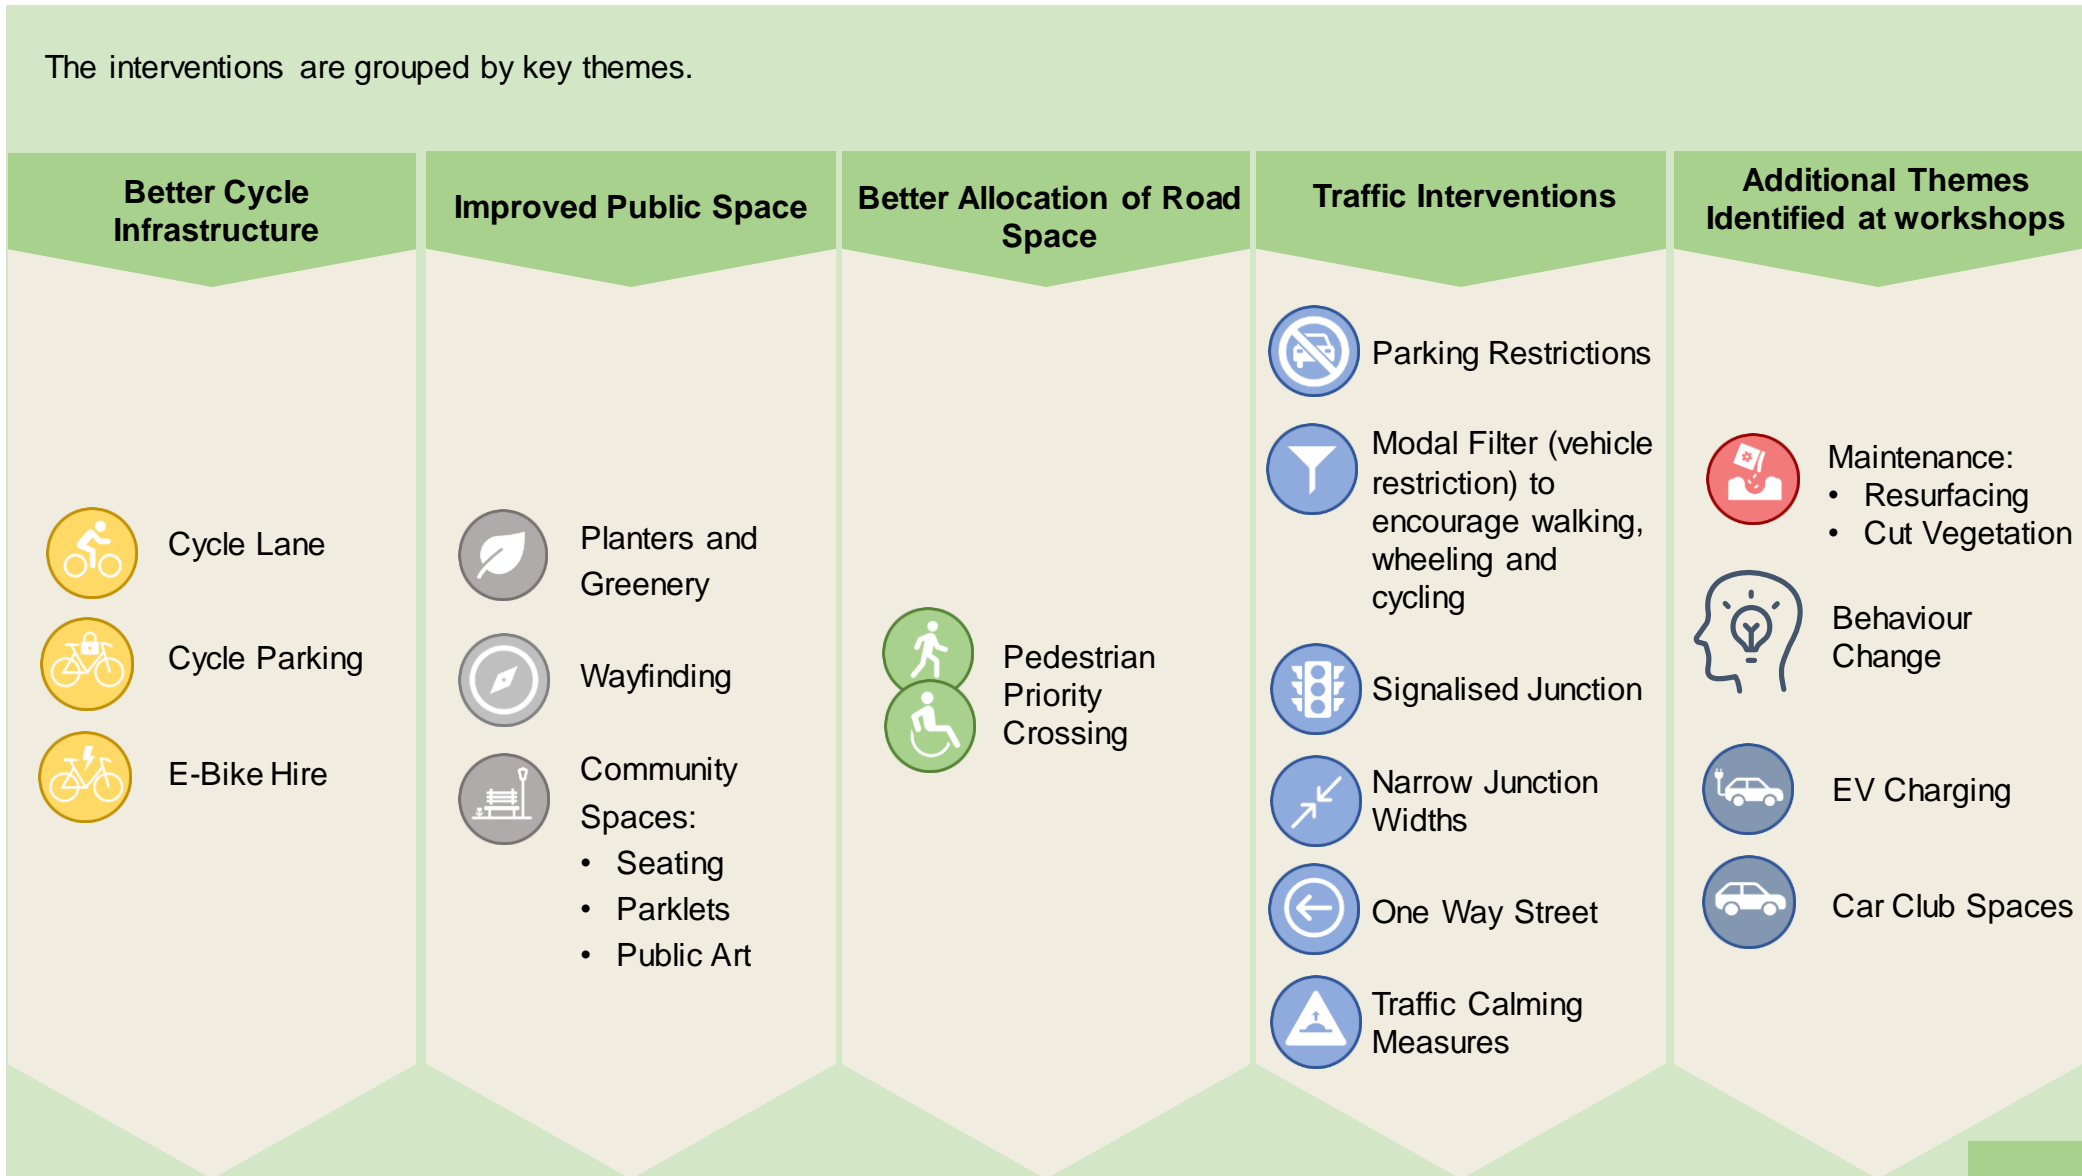 The interventions are grouped by key themes.
Better Cycle
Infrastructure
Cycle Lane
Cycle Parking
E-Bike Hire
Improved Public Space
Planters and
Greenery
Wayfinding
Community
Spaces:
• Seating
• Parklets
• Public Art
Better Allocation of Road
Space
Pedestrian
Priority
Crossing
Traffic Interventions
Parking Restrictions
Modal Filter (vehicle
restriction) to
encourage walking,
wheeling and
cycling
Signalised Junction
Narrow Junction
Widths
One Way Street
Traffic Calming
Measures
Additional Themes
Identified at workshops
Maintenance:
• Resurfacing
• Cut Vegetation
Behaviour
Change
EV Charging
Car Club Spaces